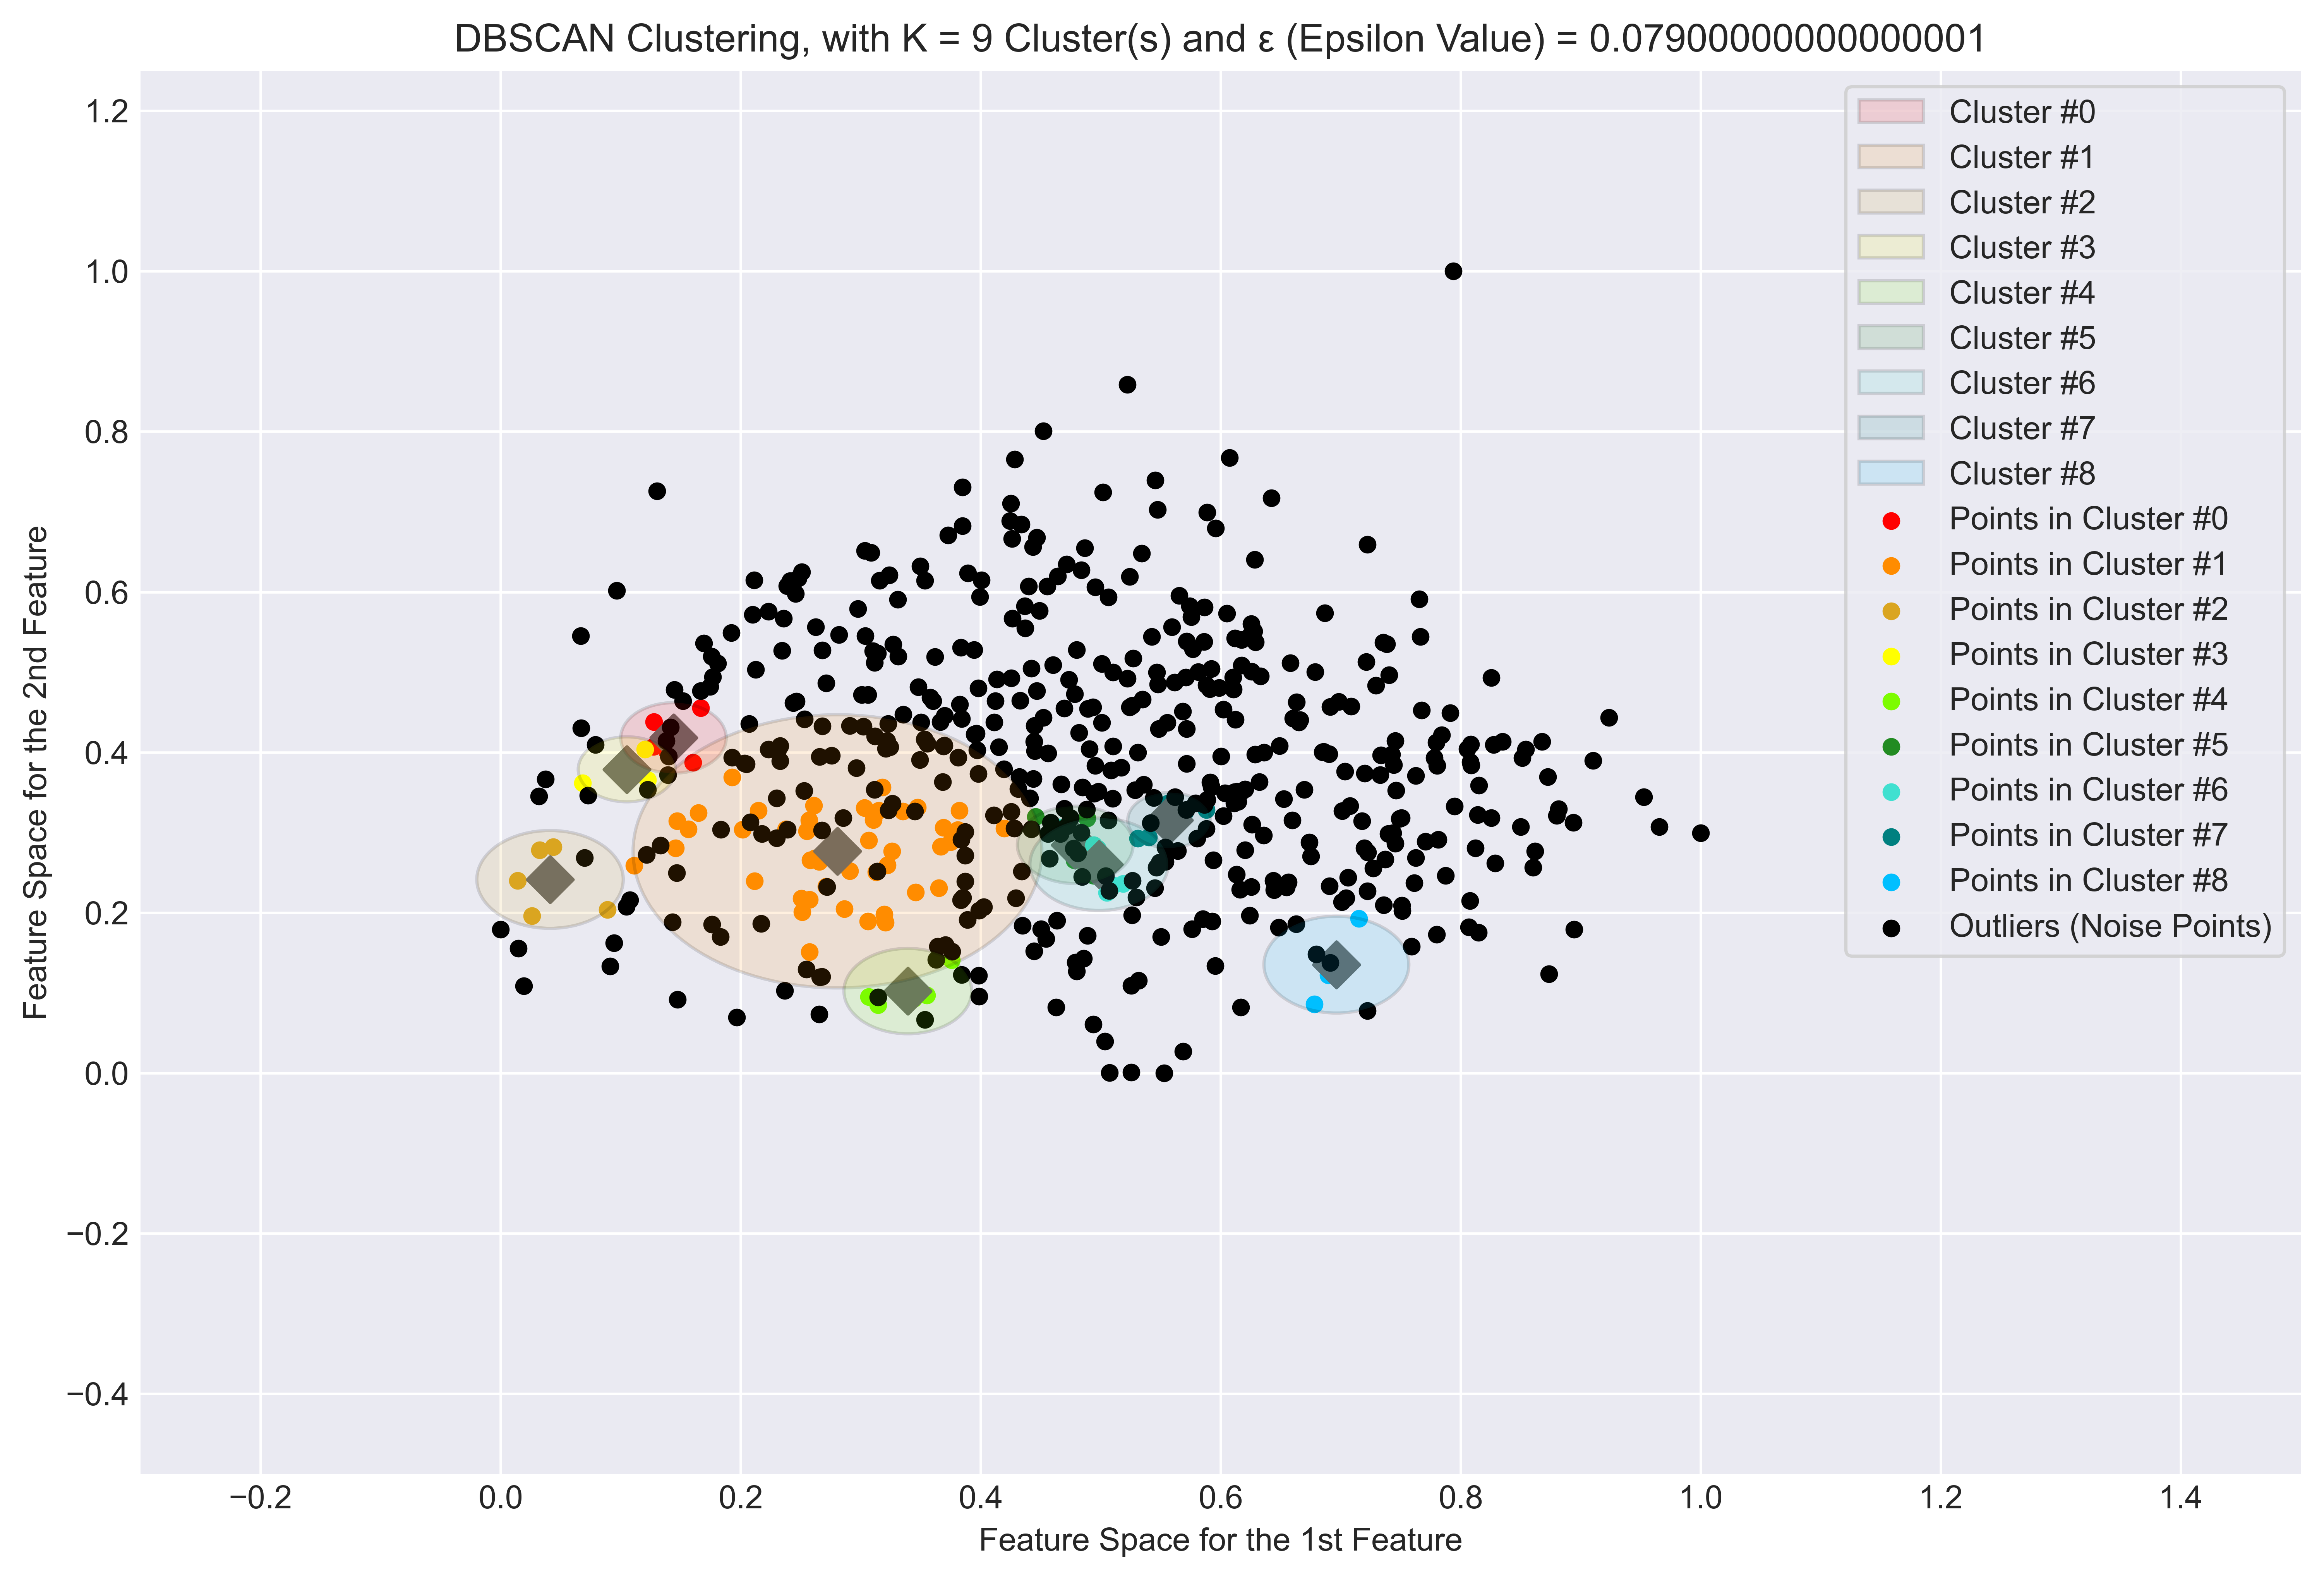 DBSCAN Clustering, with K = 9 Cluster(s) and ε (Epsilon Value) = 0.07900000000000001
Cluster #0
Cluster #1
Cluster #2
Cluster #3
Cluster #4
Cluster #5
Cluster #6
Cluster #7
Cluster #8
Points in Cluster #0
Points in Cluster #1
Points in Cluster #2
Points in Cluster #3
Points in Cluster #4
Points in Cluster #5
Points in Cluster #6
Points in Cluster #7
Points in Cluster #8
Outliers (Noise Points)
Feature Space for the 2nd Feature
1.2
1.0
0.8
0.6
0.4
0.2
0.0
−0.2
−0.4
−0.2 0.0 0.2 0.4 0.6 0.8 1.0 1.2 1.4
Feature Space for the 1st Feature